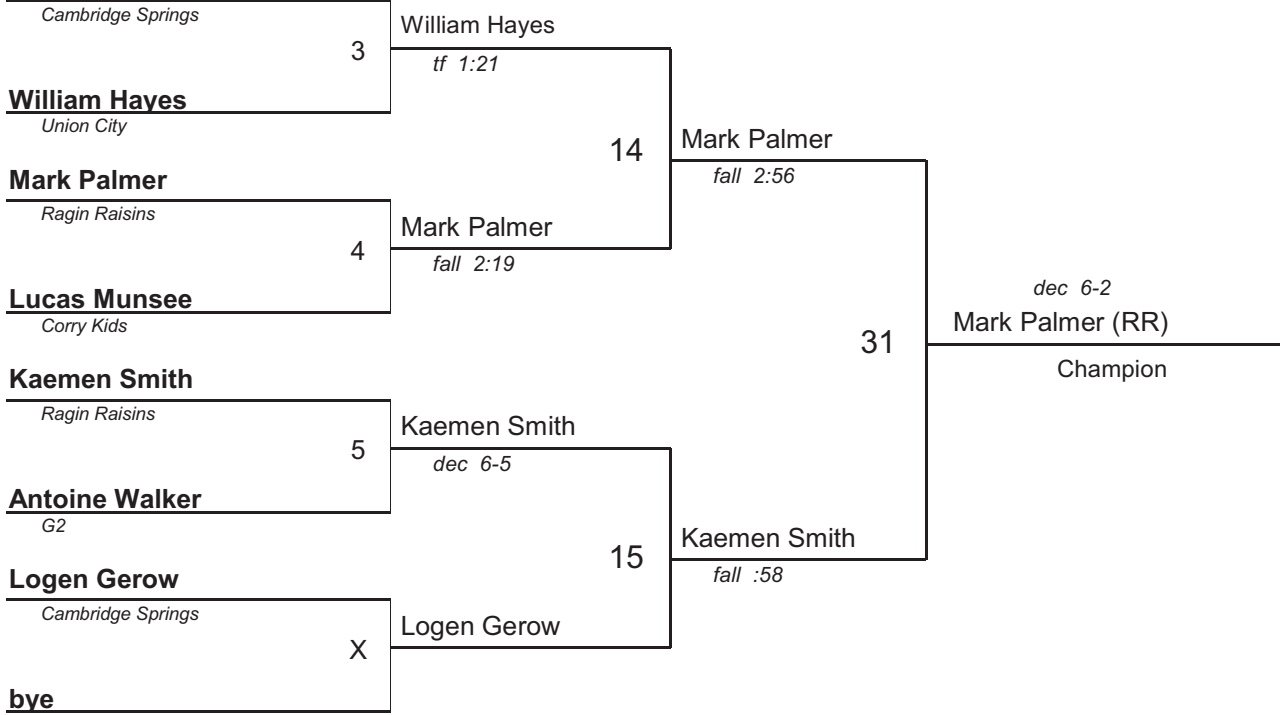 Cambridge Springs
3
William Hayes
tf 1:21
William Hayes
Union City
14
Mark Palmer
fall 2:56
Mark Palmer
Ragin Raisins
4
Mark Palmer
fall 2:19
Lucas Munsee
Corry Kids
31
dec 6-2
Mark Palmer (RR)
Champion
Kaemen Smith
Ragin Raisins
5
Kaemen Smith
dec 6-5
Antoine Walker
G2
15
Kaemen Smith
fall :58
Logen Gerow
Cambridge Springs
X
Logen Gerow
bye